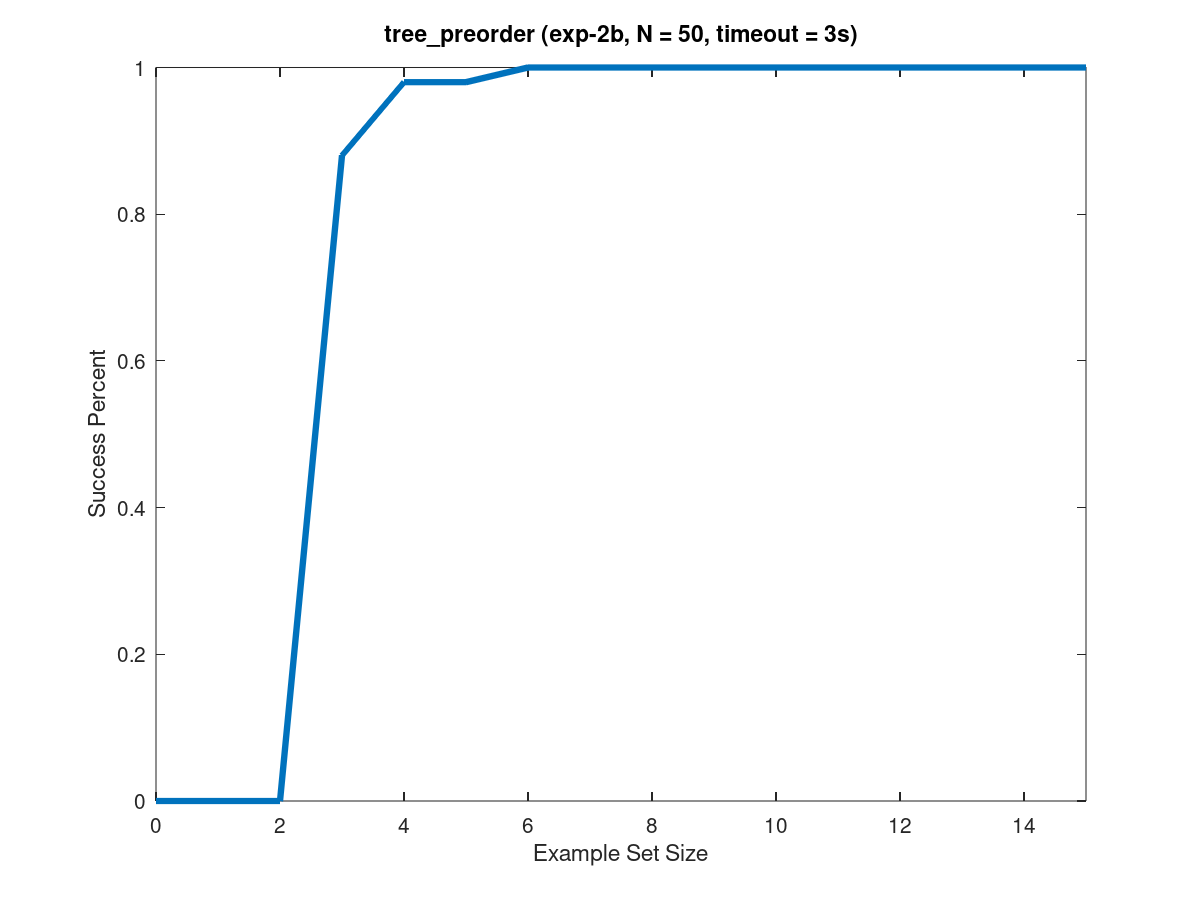 tree_preorder (exp-2b, N = 50, timeout = 3s)
1
0.8
0.6
0.4
0.2
0
Success Percent
0 2 4 6 8 10 12 14
Example Set Size